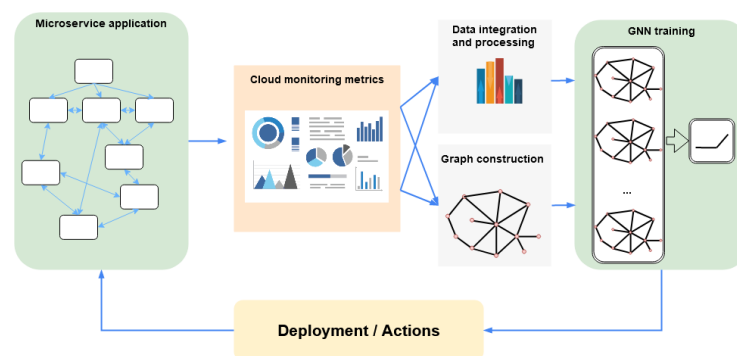 Microservice application
Cloud monitoring metrics
Data integration
and processing
Graph construction
GNN training
...
Deployment / Actions